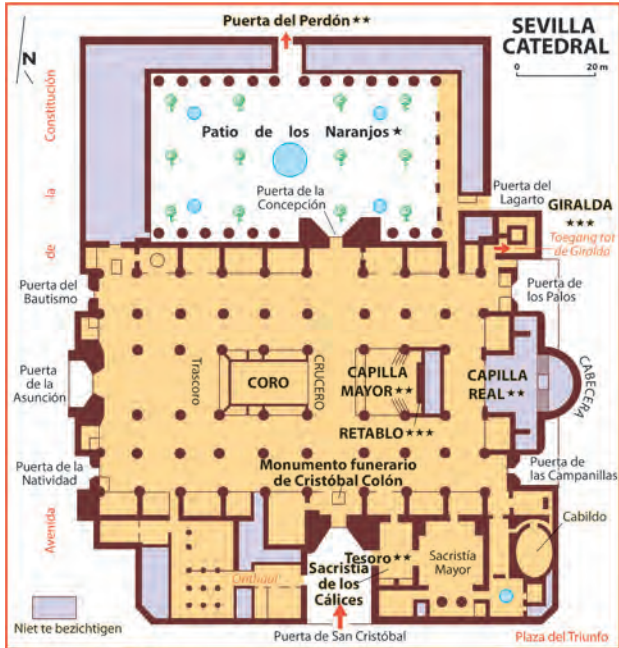 Puerta del Perdón★★
SEVILLA
CATEDRAL
N
0 20 m
Constitución
Patio de los Naranjos★
Puerta de la
Concepción
Puerta del
Lagarto
GIRALDA
★★★
la
de
Toegang tot
de Giralda
Puerta del
Bautismo
Puerta
de los Palos
Puerta
de la
Asunción
Trascoro
CORO
CRUCERO
CAPILLA
MAYOR★★
CAPILLA
REAL★★
CABECERA
RETABLO★★★
Puerta de la
Natividad
Monumento funerario
de Cristóbal Colón
Puerta de
las Campanillas
Avenida
Cabildo
Tesoro★★
Sacristía
Mayor
Sacristía
de los
Cálices
Niet te bezichtigen
Puerta de San Cristóbal
Plaza del Triunfo